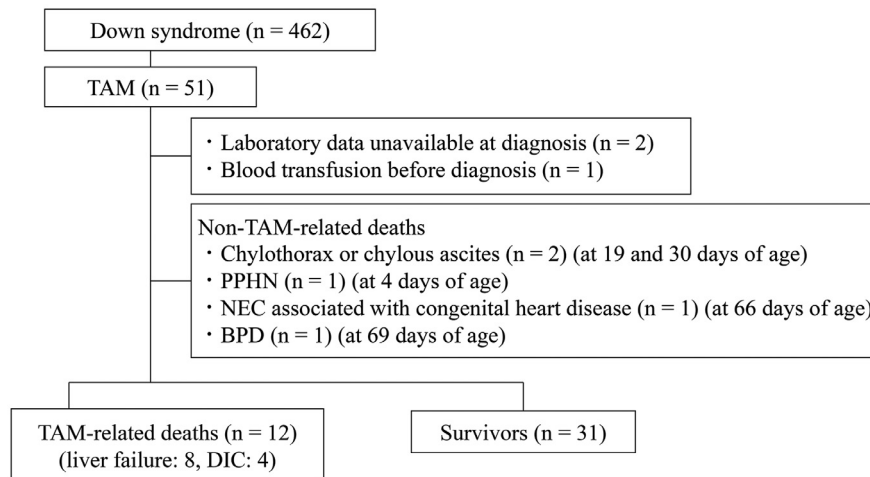 Down syndrome (n = 462)
TAM (n = 51)
・Laboratory data unavailable at diagnosis (n = 2)
・Blood transfusion before diagnosis (n = 1)
Non-TAM-related deaths
・Chylothorax or chylous ascites (n = 2) (at 19 and 30 days of age)
・PPHN (n = 1) (at 4 days of age)
・NEC associated with congenital heart disease (n = 1) (at 66 days of age)
・BPD (n = 1) (at 69 days of age)
TAM-related deaths (n = 12)
(liver failure: 8, DIC: 4)
Survivors (n = 31)